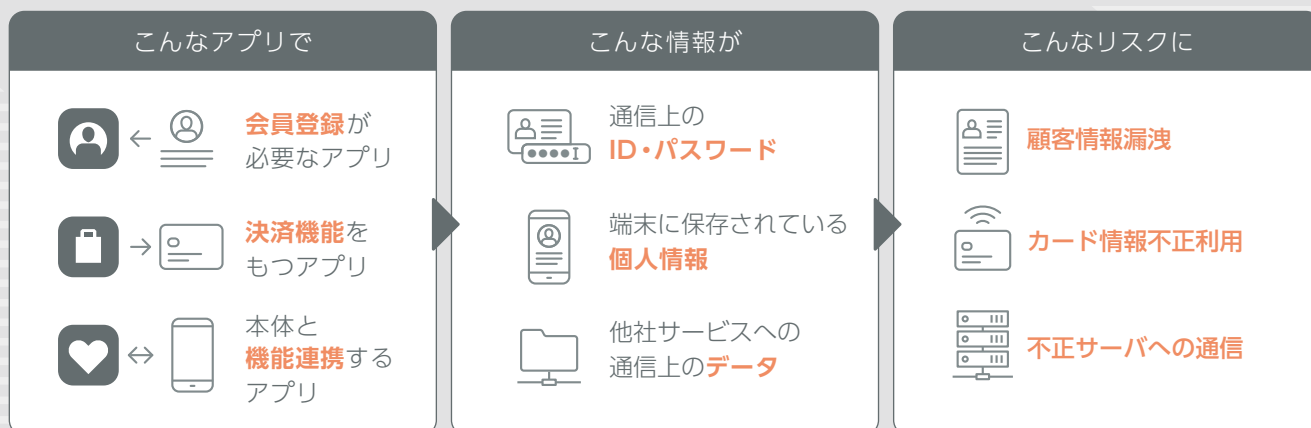 こんなアプリで
会員登録が
必要なアプリ
決済機能を
もつアプリ
本体と
機能連携する
アプリ
こんな情報が
通信上の
ID・パスワード
端末に保存されている
個人情報
他社サービスへの
通信上のデータ
こんなリスクに
顧客情報漏洩
カード情報不正利用
不正サーバへの通信